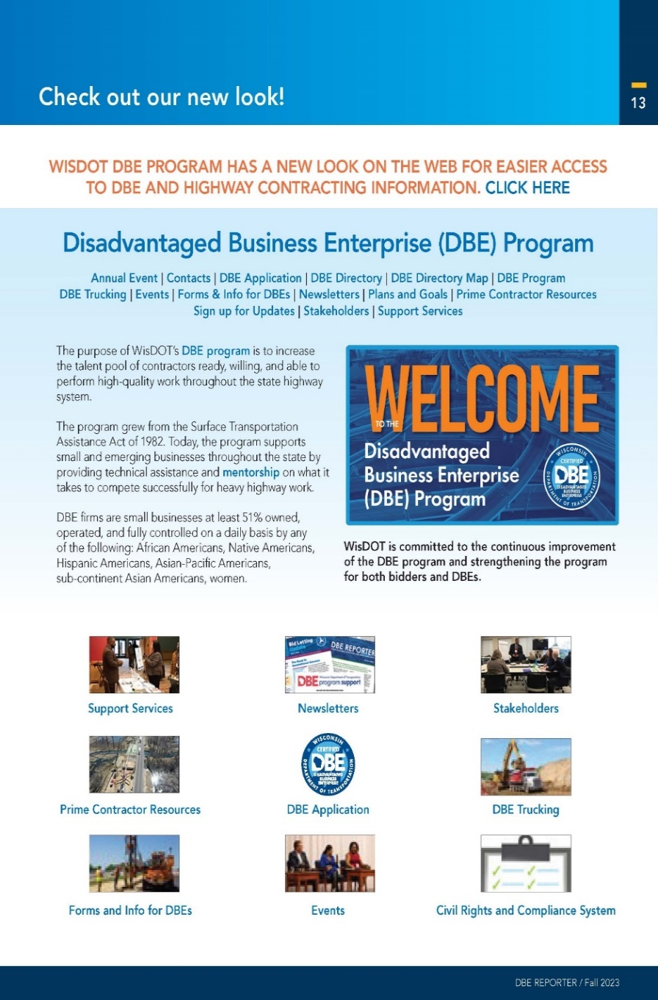 Check out our new look!
13
WISDOT DBE PROGRAM HAS A NEW LOOK ON THE WEB FOR EASIER ACCESS
TO DBE AND HIGHWAY CONTRACTING INFORMATION. CLICK HERE
Disadvantaged Business Enterprise (DBE) Program
Annual Event | Contacts | DBE Application | DBE Directory | DBE Directory Map | DBE Program
DBE Trucking | Events | Forms & Info for DBEs | Newsletters | Plans and Goals | Prime Contractor Resources
Sign up for Updates | Stakeholders | Support Services
The purpose of WisDOT's DBE program is to increase
the talent pool of contractors ready, willing, and able to
perform high-quality work throughout the state highway
system.
The program grew from the Surface Transportation
Assistance Act of 1982. Today, the program supports
small and emerging businesses throughout the state by
providing technical assistance and mentorship on what it
takes to compete successfully for heavy highway work.
DBE firms are small businesses at least 51% owned,
operated, and fully controlled on a daily basis by any
of the following: African Americans, Native Americans,
Hispanic Americans, Asian-Pacific Americans,
sub-continent Asian Americans, women.
WELCOME
TO THE
Disadvantaged
Business Enterprise
(DBE) Program
WISCONSIN
CERTIFIED
DBE
DISADVANTAGED
BUSINESS
ENTERPRISE
DEPARTMENT OF TRANSPORTATION
WisDOT is committed to the continuous improvement
of the DBE program and strengthening the program
for both bidders and DBEs.
Bid Letting
Update
DBE REPORTER
DBE program support
Support Services
Newsletters
Stakeholders
WISCONSIN
CERTIFIED
DBE
DISADVANTAGED
BUSINESS
ENTERPRISE
DEPARTMENT OF TRANSPORTATION
Prime Contractor Resources
DBE Application
DBE Trucking
Forms and Info for DBEs
Events
Civil Rights and Compliance System
DBE REPORTER / Fall 2023